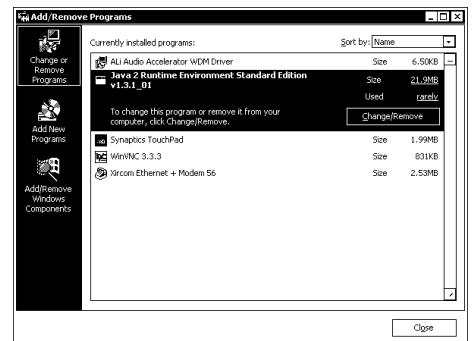 Add/Remove Programs
Change or
Remove
Programs
Add New
Programs
Add/Remove
Windows
Components
Currently installed programs:
Sort by: Name
ALi Audio Accelerator WDM Driver Size 6.50KB
Java 2 Runtime Environment Standard Edition
v1.3.1_01
Size 21.9MB
Used rarely
To change this program or remove it from your
computer, click Change/Remove.
Change/Remove
Synaptics TouchPad Size 1.99MB
WinVNC 3.3.3 Size 831KB
Xircom Ethernet + Modem 56 Size 2.53MB
Close